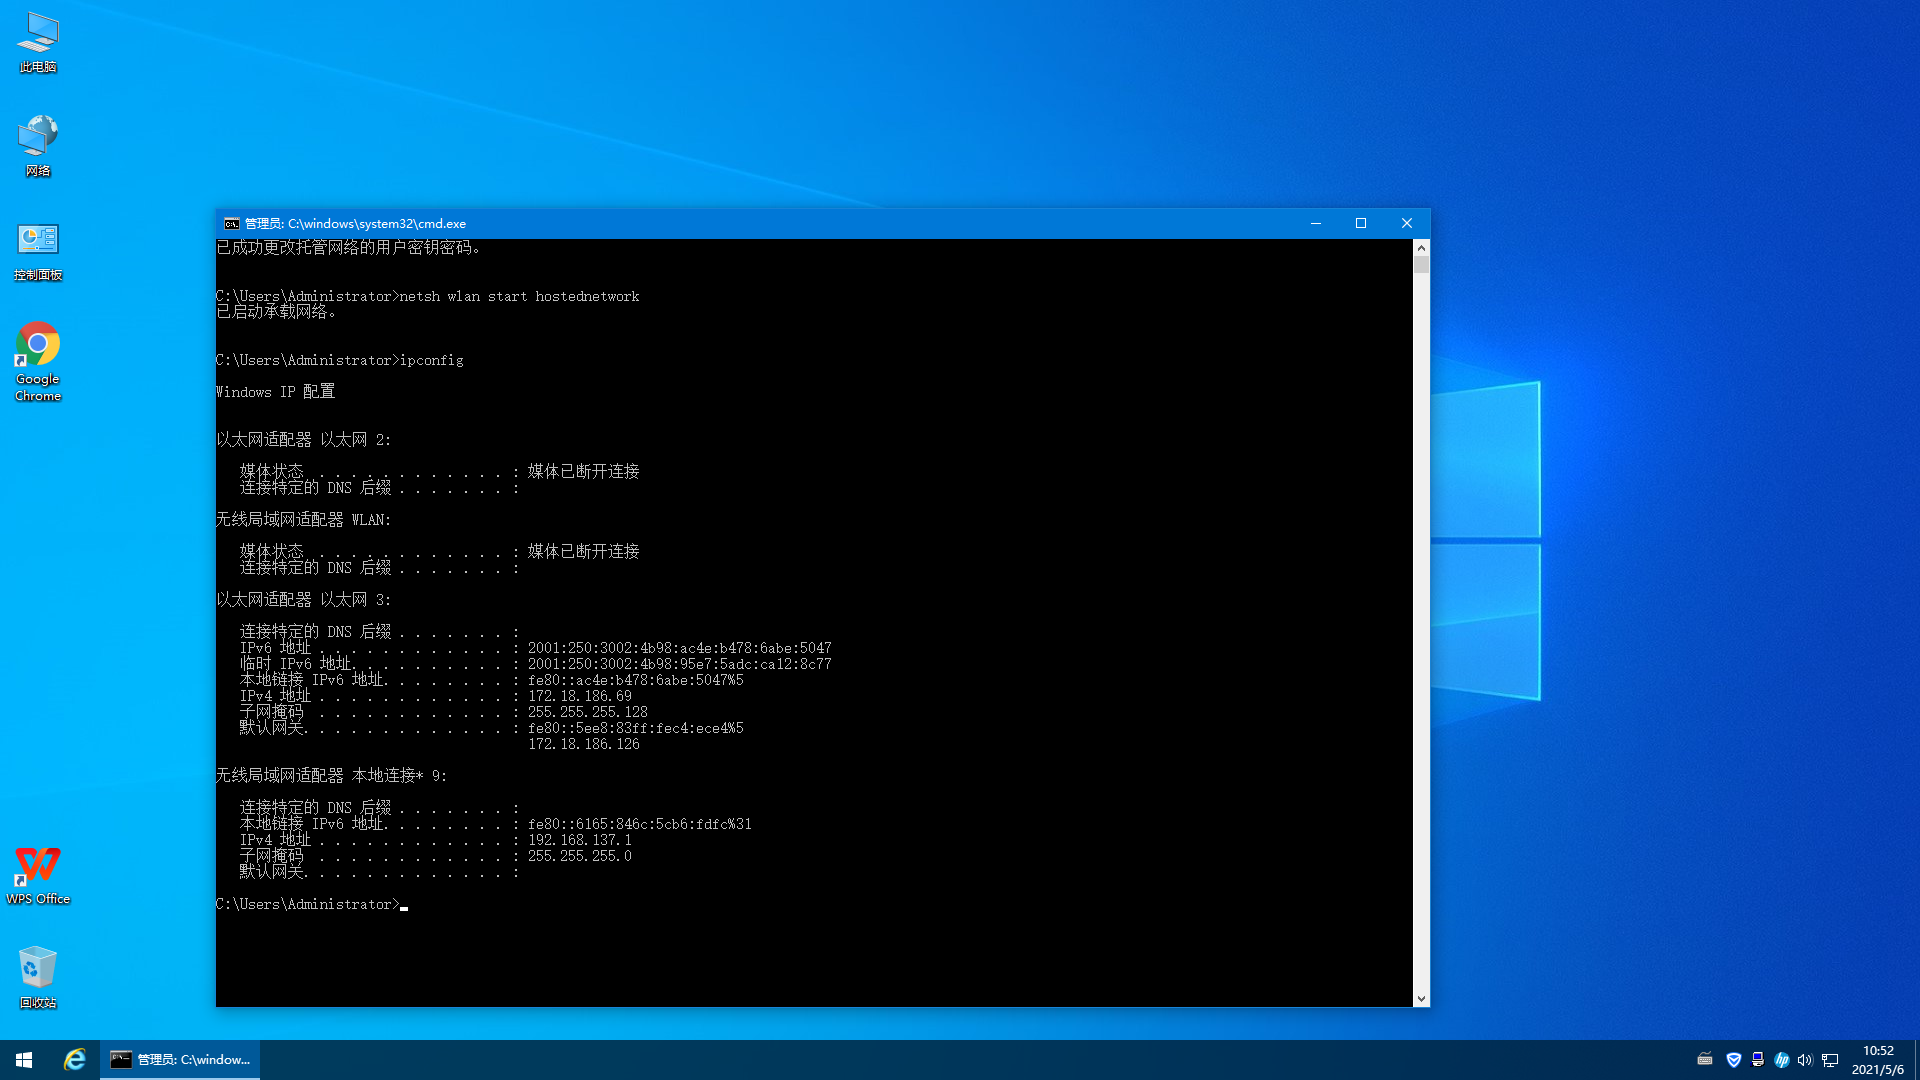 此电脑
网络
控制面板
Google
Chrome
WPS Office
回收站
管理员: C:\windows\system32\cmd.exe
已成功更改托管网络的用户密钥密码。
C:\Users\Administrator>netsh wlan start hostednetwork
已启动承载网络。
C:\Users\Administrator>ipconfig
Windows IP 配置
以太网适配器 以太网 2:
媒体状态  . . . . . . . . . . . . : 媒体已断开连接
连接特定的 DNS 后缀 . . . . . . . :
无线局域网适配器 WLAN:
媒体状态  . . . . . . . . . . . . : 媒体已断开连接
连接特定的 DNS 后缀 . . . . . . . :
以太网适配器 以太网 3:
连接特定的 DNS 后缀 . . . . . . . :
IPv6 地址 . . . . . . . . . . . . : 2001:250:3002:4b98:ac4e:b478:6abe:5047
临时 IPv6 地址. . . . . . . . . . : 2001:250:3002:4b98:95e7:5adc:ca12:8c77
本地链接 IPv6 地址. . . . . . . . : fe80::ac4e:b478:6abe:5047%5
IPv4 地址 . . . . . . . . . . . . : 172.18.186.69
子网掩码  . . . . . . . . . . . . : 255.255.255.128
默认网关. . . . . . . . . . . . . : fe80::5ee8:83ff:fec4:ece4%5
172.18.186.126
无线局域网适配器 本地连接* 9:
连接特定的 DNS 后缀 . . . . . . . :
本地链接 IPv6 地址. . . . . . . . : fe80::6165:846c:5cb6:fdfc%31
IPv4 地址 . . . . . . . . . . . . : 192.168.137.1
子网掩码  . . . . . . . . . . . . : 255.255.255.0
默认网关. . . . . . . . . . . . . :
C:\Users\Administrator>
管理员: C:\window...
10:52
2021/5/6